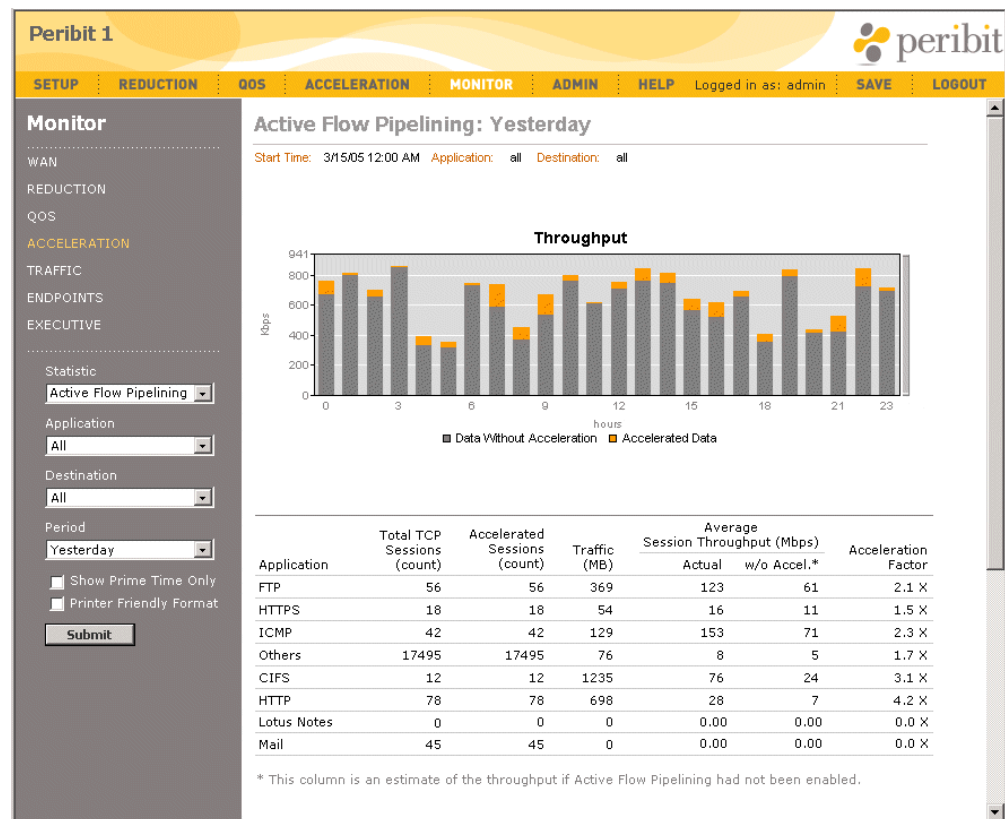 Peribit 1
peribit
SETUP REDUCTION QOS ACCELERATION MONITOR ADMIN HELP Logged in as: admin SAVE LOGOUT
Monitor
WAN
REDUCTION
QOS
ACCELERATION
TRAFFIC
ENDPOINTS
EXECUTIVE
Statistic
Active Flow Pipelining
Application
All
Destination
All
Period
Yesterday
Show Prime Time Only
Printer Friendly Format
Submit
Active Flow Pipelining: Yesterday
Start Time: 3/15/05 12:00 AM Application: all Destination: all
Throughput
941
800
600
400
200
0
Kbps
0 3 6 9 12 15 18 21 23
hours
Data Without Acceleration Accelerated Data
Application Total TCP Sessions (count) Accelerated Sessions (count) Traffic (MB) Average Session Throughput (Mbps) Actual w/o Accel.* Acceleration Factor
FTP 56 56 369 123 61 2.1 X
HTTPS 18 18 54 16 11 1.5 X
ICMP 42 42 129 153 71 2.3 X
Others 17495 17495 76 8 5 1.7 X
CIFS 12 12 1235 76 24 3.1 X
HTTP 78 78 698 28 7 4.2 X
Lotus Notes 0 0 0 0.00 0.00 0.0 X
Mail 45 45 0 0.00 0.00 0.0 X
* This column is an estimate of the throughput if Active Flow Pipelining had not been enabled.